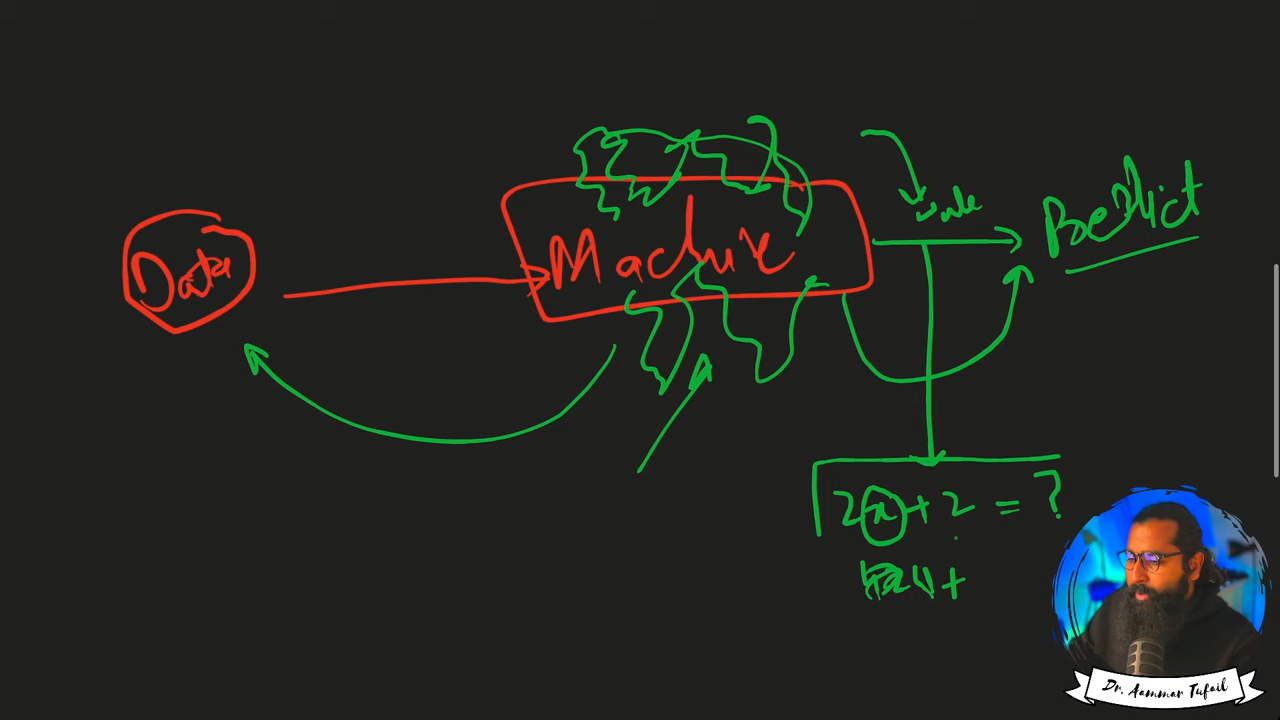 Data
Machine
Predict
2x+2 = ?
Dr. Aammar Tufail